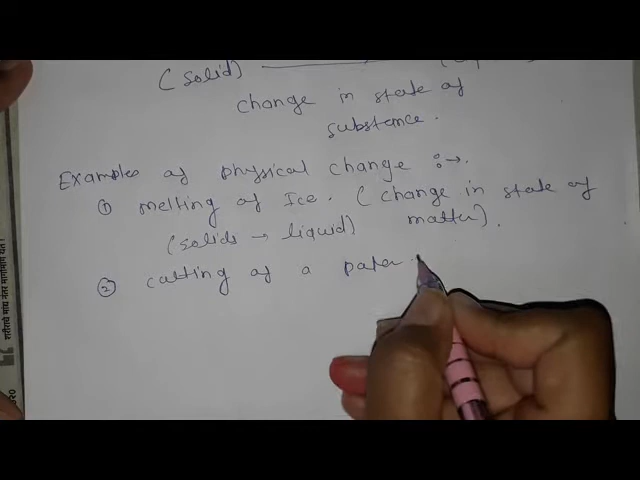 (Solid)
change in state of
substence.
Examples of physical change :→.
① melting of Ice. (change in state of
(solids → liquid) matter).
② cutting of a paper.